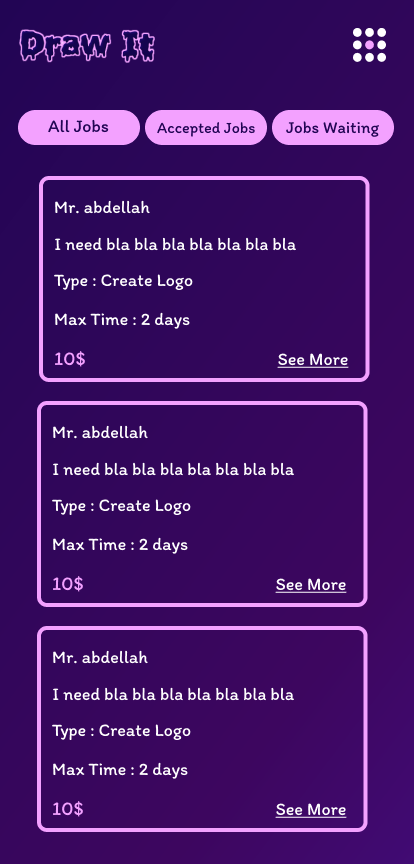 Draw It
All Jobs Accepted Jobs Jobs Waiting
Mr. abdellah
I need bla bla bla bla bla bla bla
Type : Create Logo
Max Time : 2 days
10$ See More
Mr. abdellah
I need bla bla bla bla bla bla bla
Type : Create Logo
Max Time : 2 days
10$ See More
Mr. abdellah
I need bla bla bla bla bla bla bla
Type : Create Logo
Max Time : 2 days
10$ See More